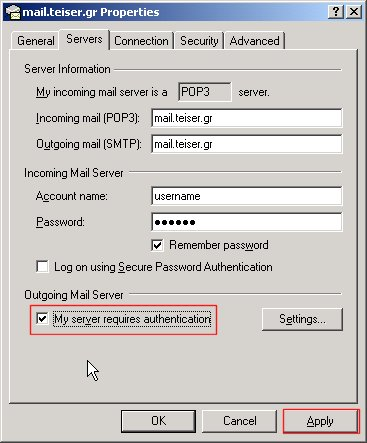 mail.teiser.gr Properties
General Servers Connection Security Advanced
Server Information
My incoming mail server is a POP3 server.
Incoming mail (POP3): mail.teiser.gr
Outgoing mail (SMTP): mail.teiser.gr
Incoming Mail Server
Account name: username
Password: ●●●●●●
Remember password
Log on using Secure Password Authentication
Outgoing Mail Server
My server requires authentication Settings...
OK Cancel Apply